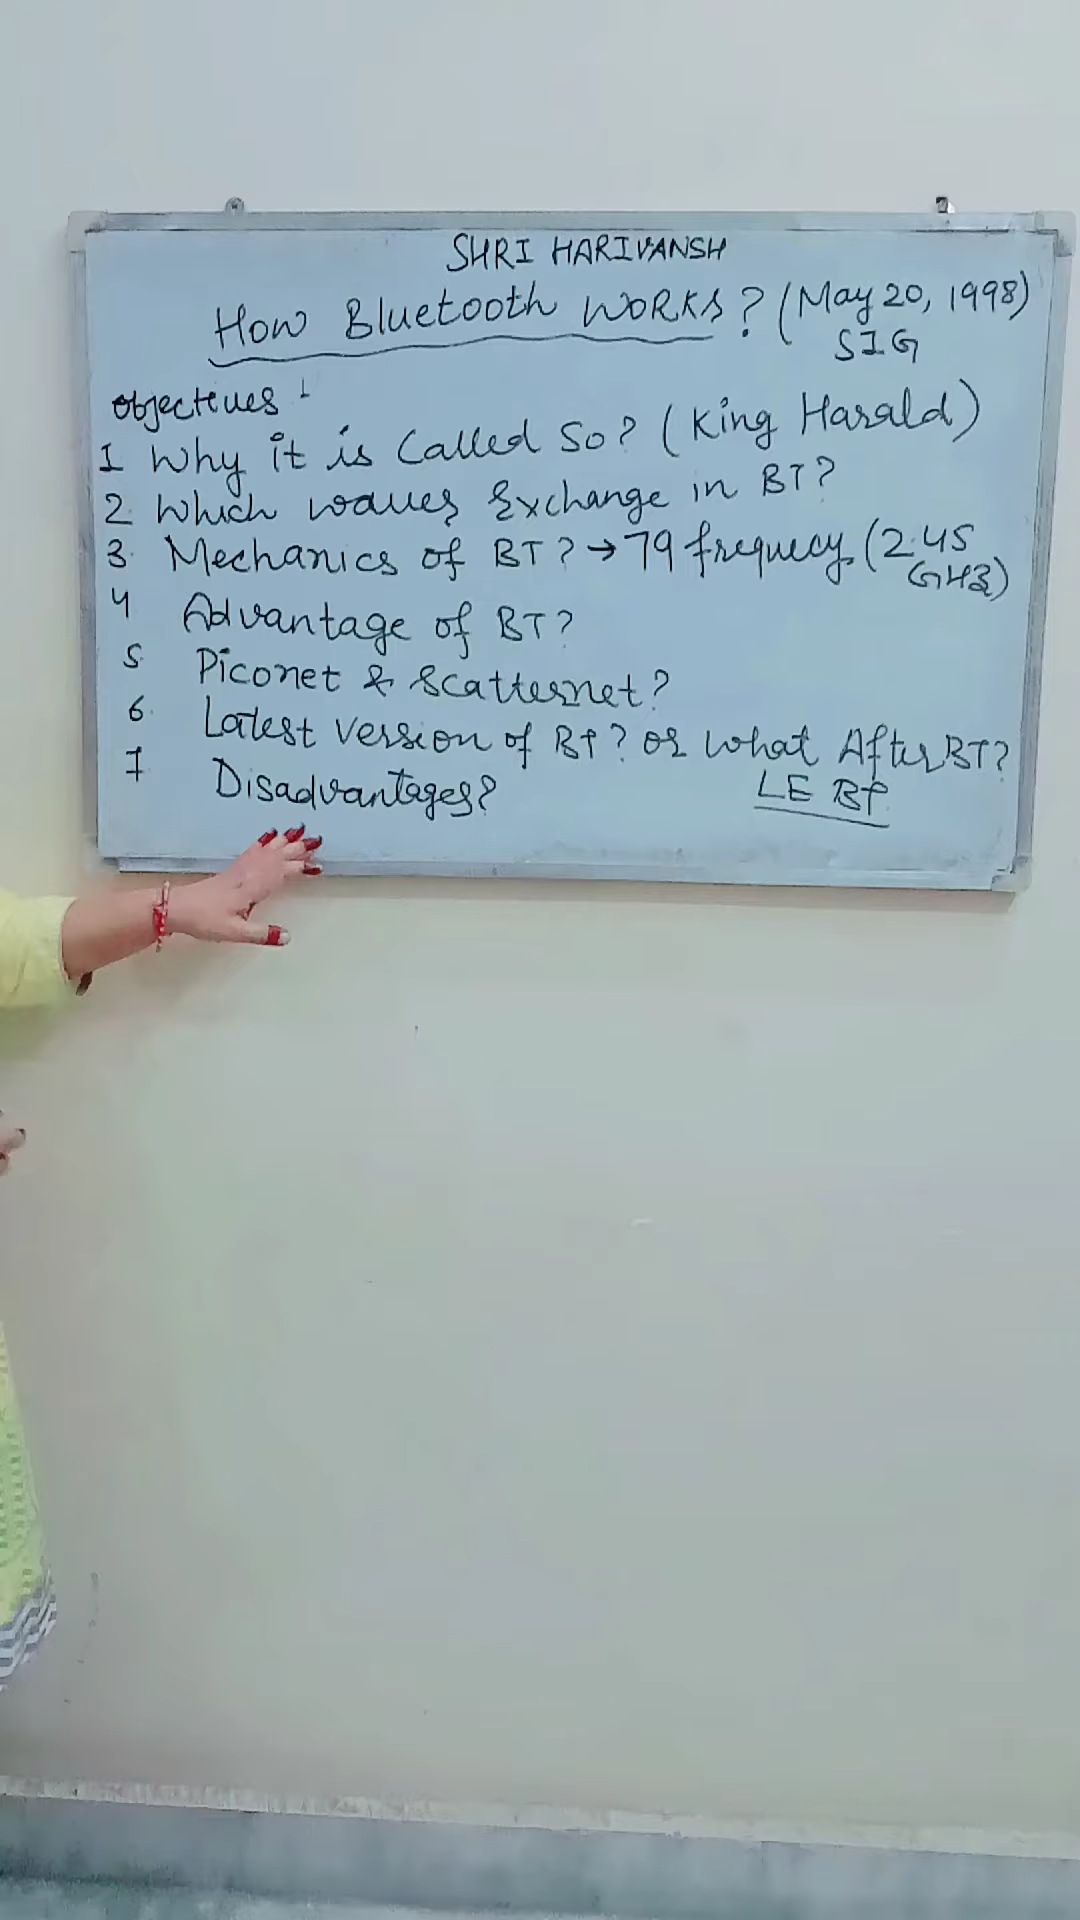 SHRI HARIVANSH
How Bluetooth WORKS? (May 20, 1998)
SIG
Objectives :-
1 Why it is Called So? (King Harald)
2. Which waves Exchange in BT?
3. Mechanics of BT? → 79 frequecy (2.45 GHz)
4 Advantage of BT?
5. Piconet & Scatternet?
6. Latest Version of BT? or What After BT?
LE BT
7 Disadvantages?